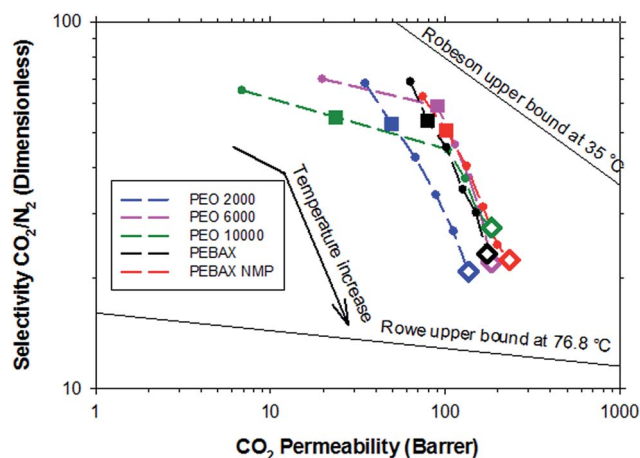 100
Robeson upper bound at 35 °C
Selectivity CO2/N2 (Dimensionless)
PEO 2000
PEO 6000
PEO 10000
PEBAX
PEBAX NMP
Temperature increase
Rowe upper bound at 76.8 °C
10
1
10
100
1000
CO2 Permeability (Barrer)